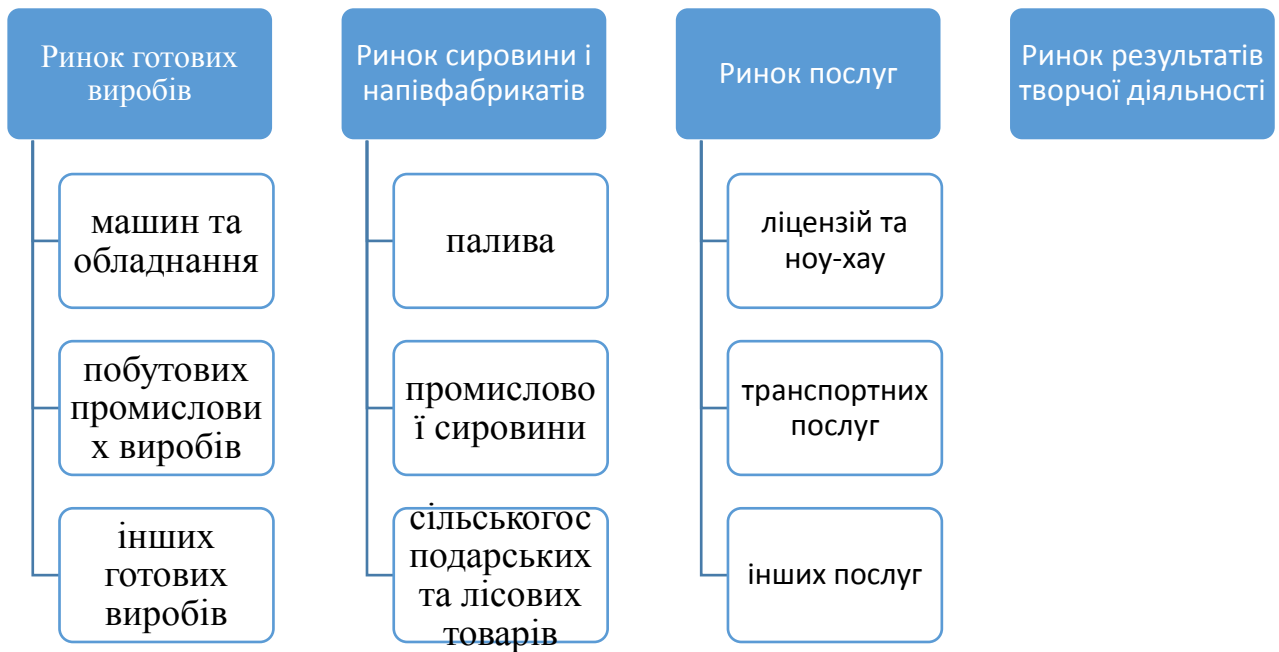 Ринок готових
виробів
машин та
обладнання
побутових
промислови
х виробів
інших
готових
виробів
Ринок сировини і
напівфабрикатів
палива
промислово
ї сировини
сільськогос
подарських
та лісових
товарів
Ринок послуг
ліцензій та
ноу-хау
транспортних
послуг
інших послуг
Ринок результатів
творчої діяльності